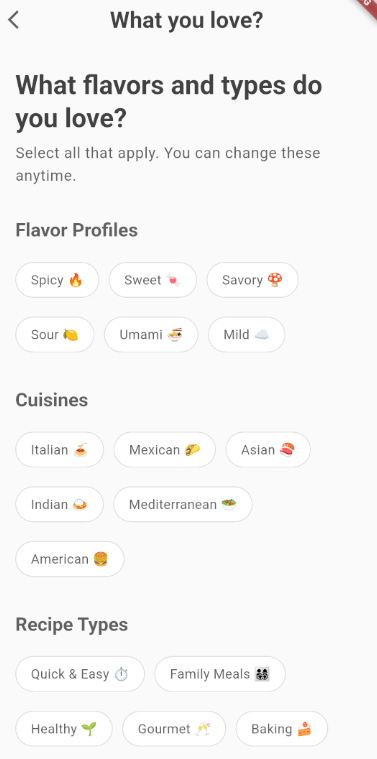 What you love?
What flavors and types do
you love?
Select all that apply. You can change these
anytime.
Flavor Profiles
Spicy 🔥 Sweet 🍬 Savory 🍄
Sour 🍋 Umami 🍜 Mild ☁️
Cuisines
Italian 🍝 Mexican 🌮 Asian 🍣
Indian 🍛 Mediterranean 🥗
American 🍔
Recipe Types
Quick & Easy ⏱️ Family Meals 👨‍👩‍👧‍👦
Healthy 🌱 Gourmet 🥂 Baking 🍰